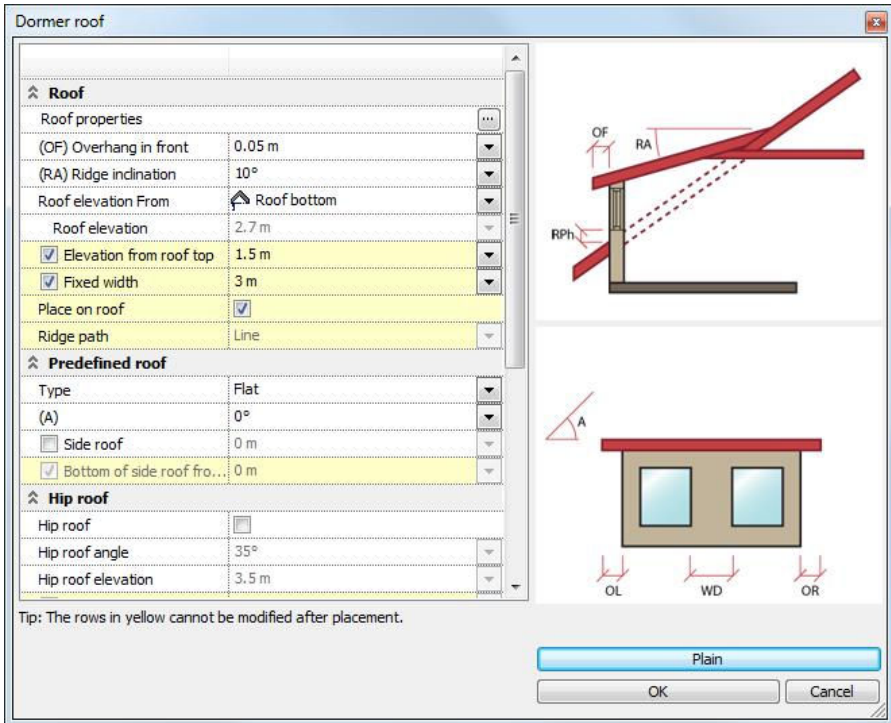 Dormer roof
Roof
Roof properties ...
(OF) Overhang in front 0.05 m
(RA) Ridge inclination 10°
Roof elevation From Roof bottom
Roof elevation 2.7 m
Elevation from roof top 1.5 m
Fixed width 3 m
Place on roof
Ridge path Line
Predefined roof
Type Flat
(A) 0°
Side roof 0 m
Bottom of side roof fro... 0 m
Hip roof
Hip roof
Hip roof angle 35°
Hip roof elevation 3.5 m
Tip: The rows in yellow cannot be modified after placement.
OF
RA
RPh
A
OL WD OR
Plain
OK Cancel